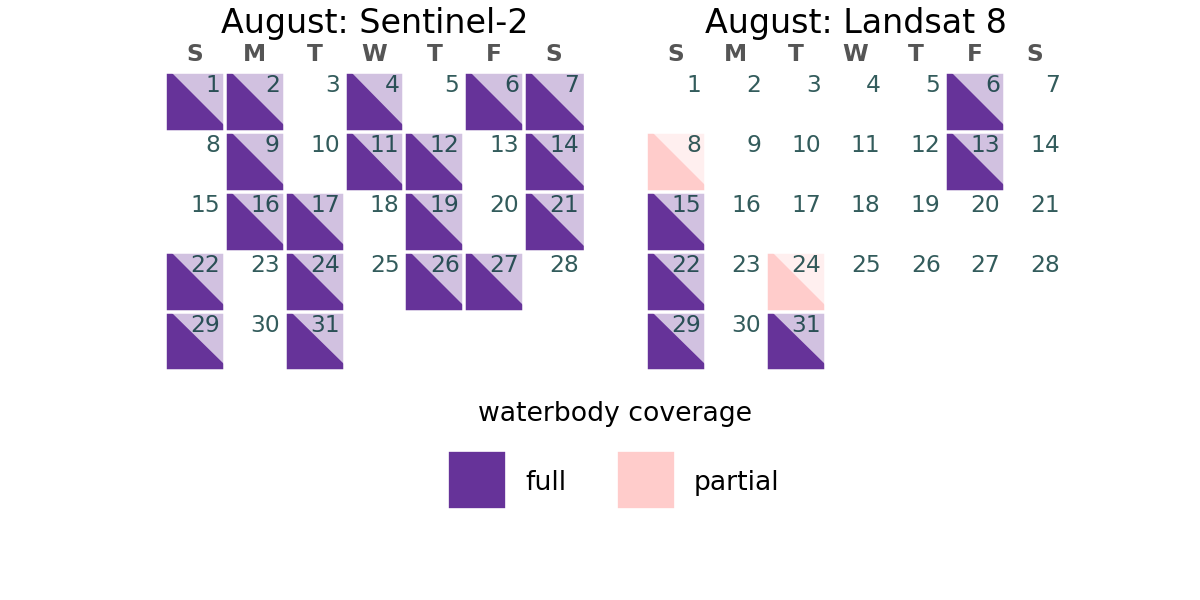 August: Sentinel-2
S M T W T F S
1 2 3 4 5 6 7
8 9 10 11 12 13 14
15 16 17 18 19 20 21
22 23 24 25 26 27 28
29 30 31
August: Landsat 8
S M T W T F S
1 2 3 4 5 6 7
8 9 10 11 12 13 14
15 16 17 18 19 20 21
22 23 24 25 26 27 28
29 30 31
waterbody coverage
full
partial